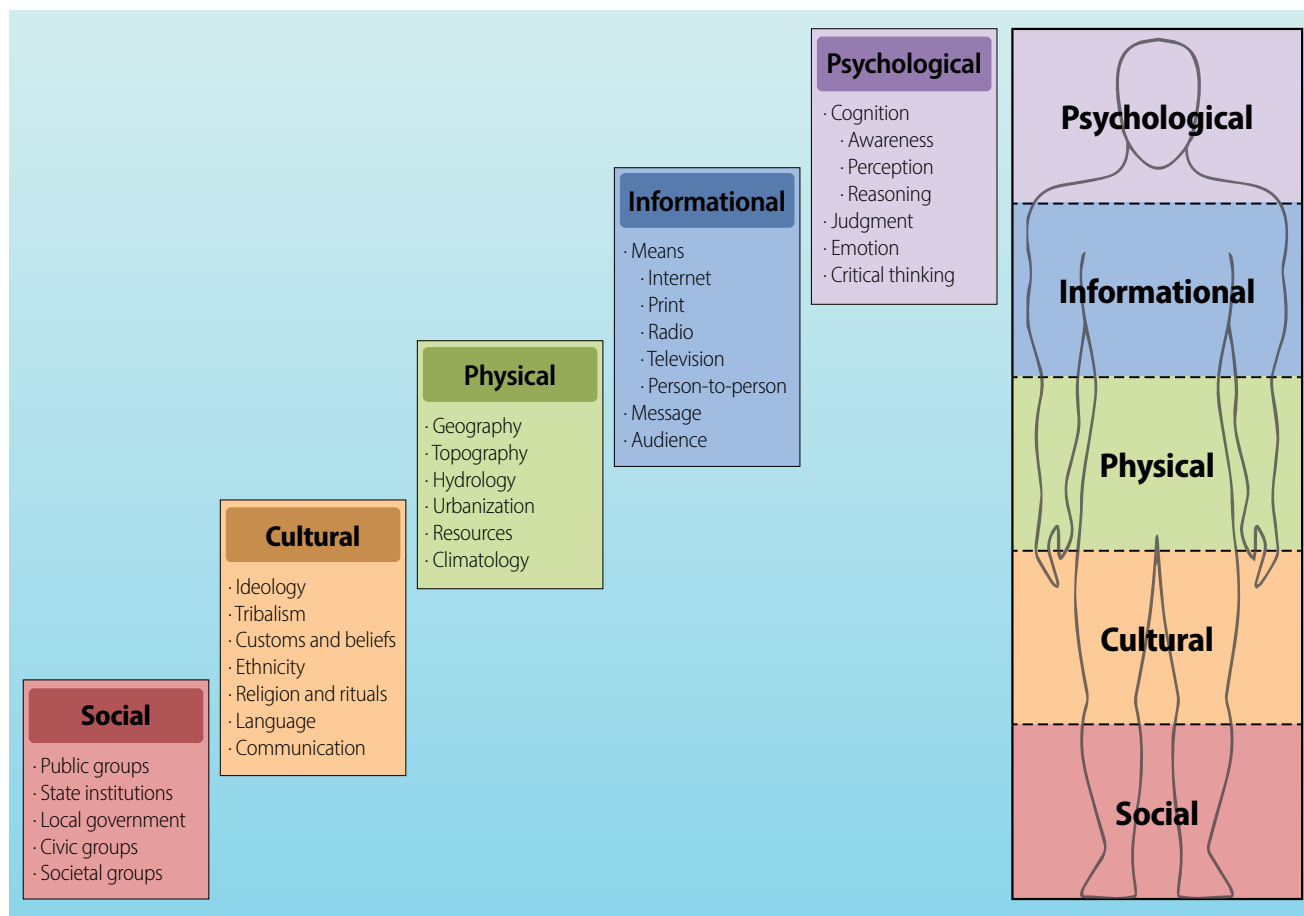 Psychological
· Cognition
· Awareness
· Perception
· Reasoning
· Judgment
· Emotion
· Critical thinking
Informational
· Means
· Internet
· Print
· Radio
· Television
· Person-to-person
· Message
· Audience
Physical
· Geography
· Topography
· Hydrology
· Urbanization
· Resources
· Climatology
Cultural
· Ideology
· Tribalism
· Customs and beliefs
· Ethnicity
· Religion and rituals
· Language
· Communication
Social
· Public groups
· State institutions
· Local government
· Civic groups
· Societal groups
Psychological
Informational
Physical
Cultural
Social